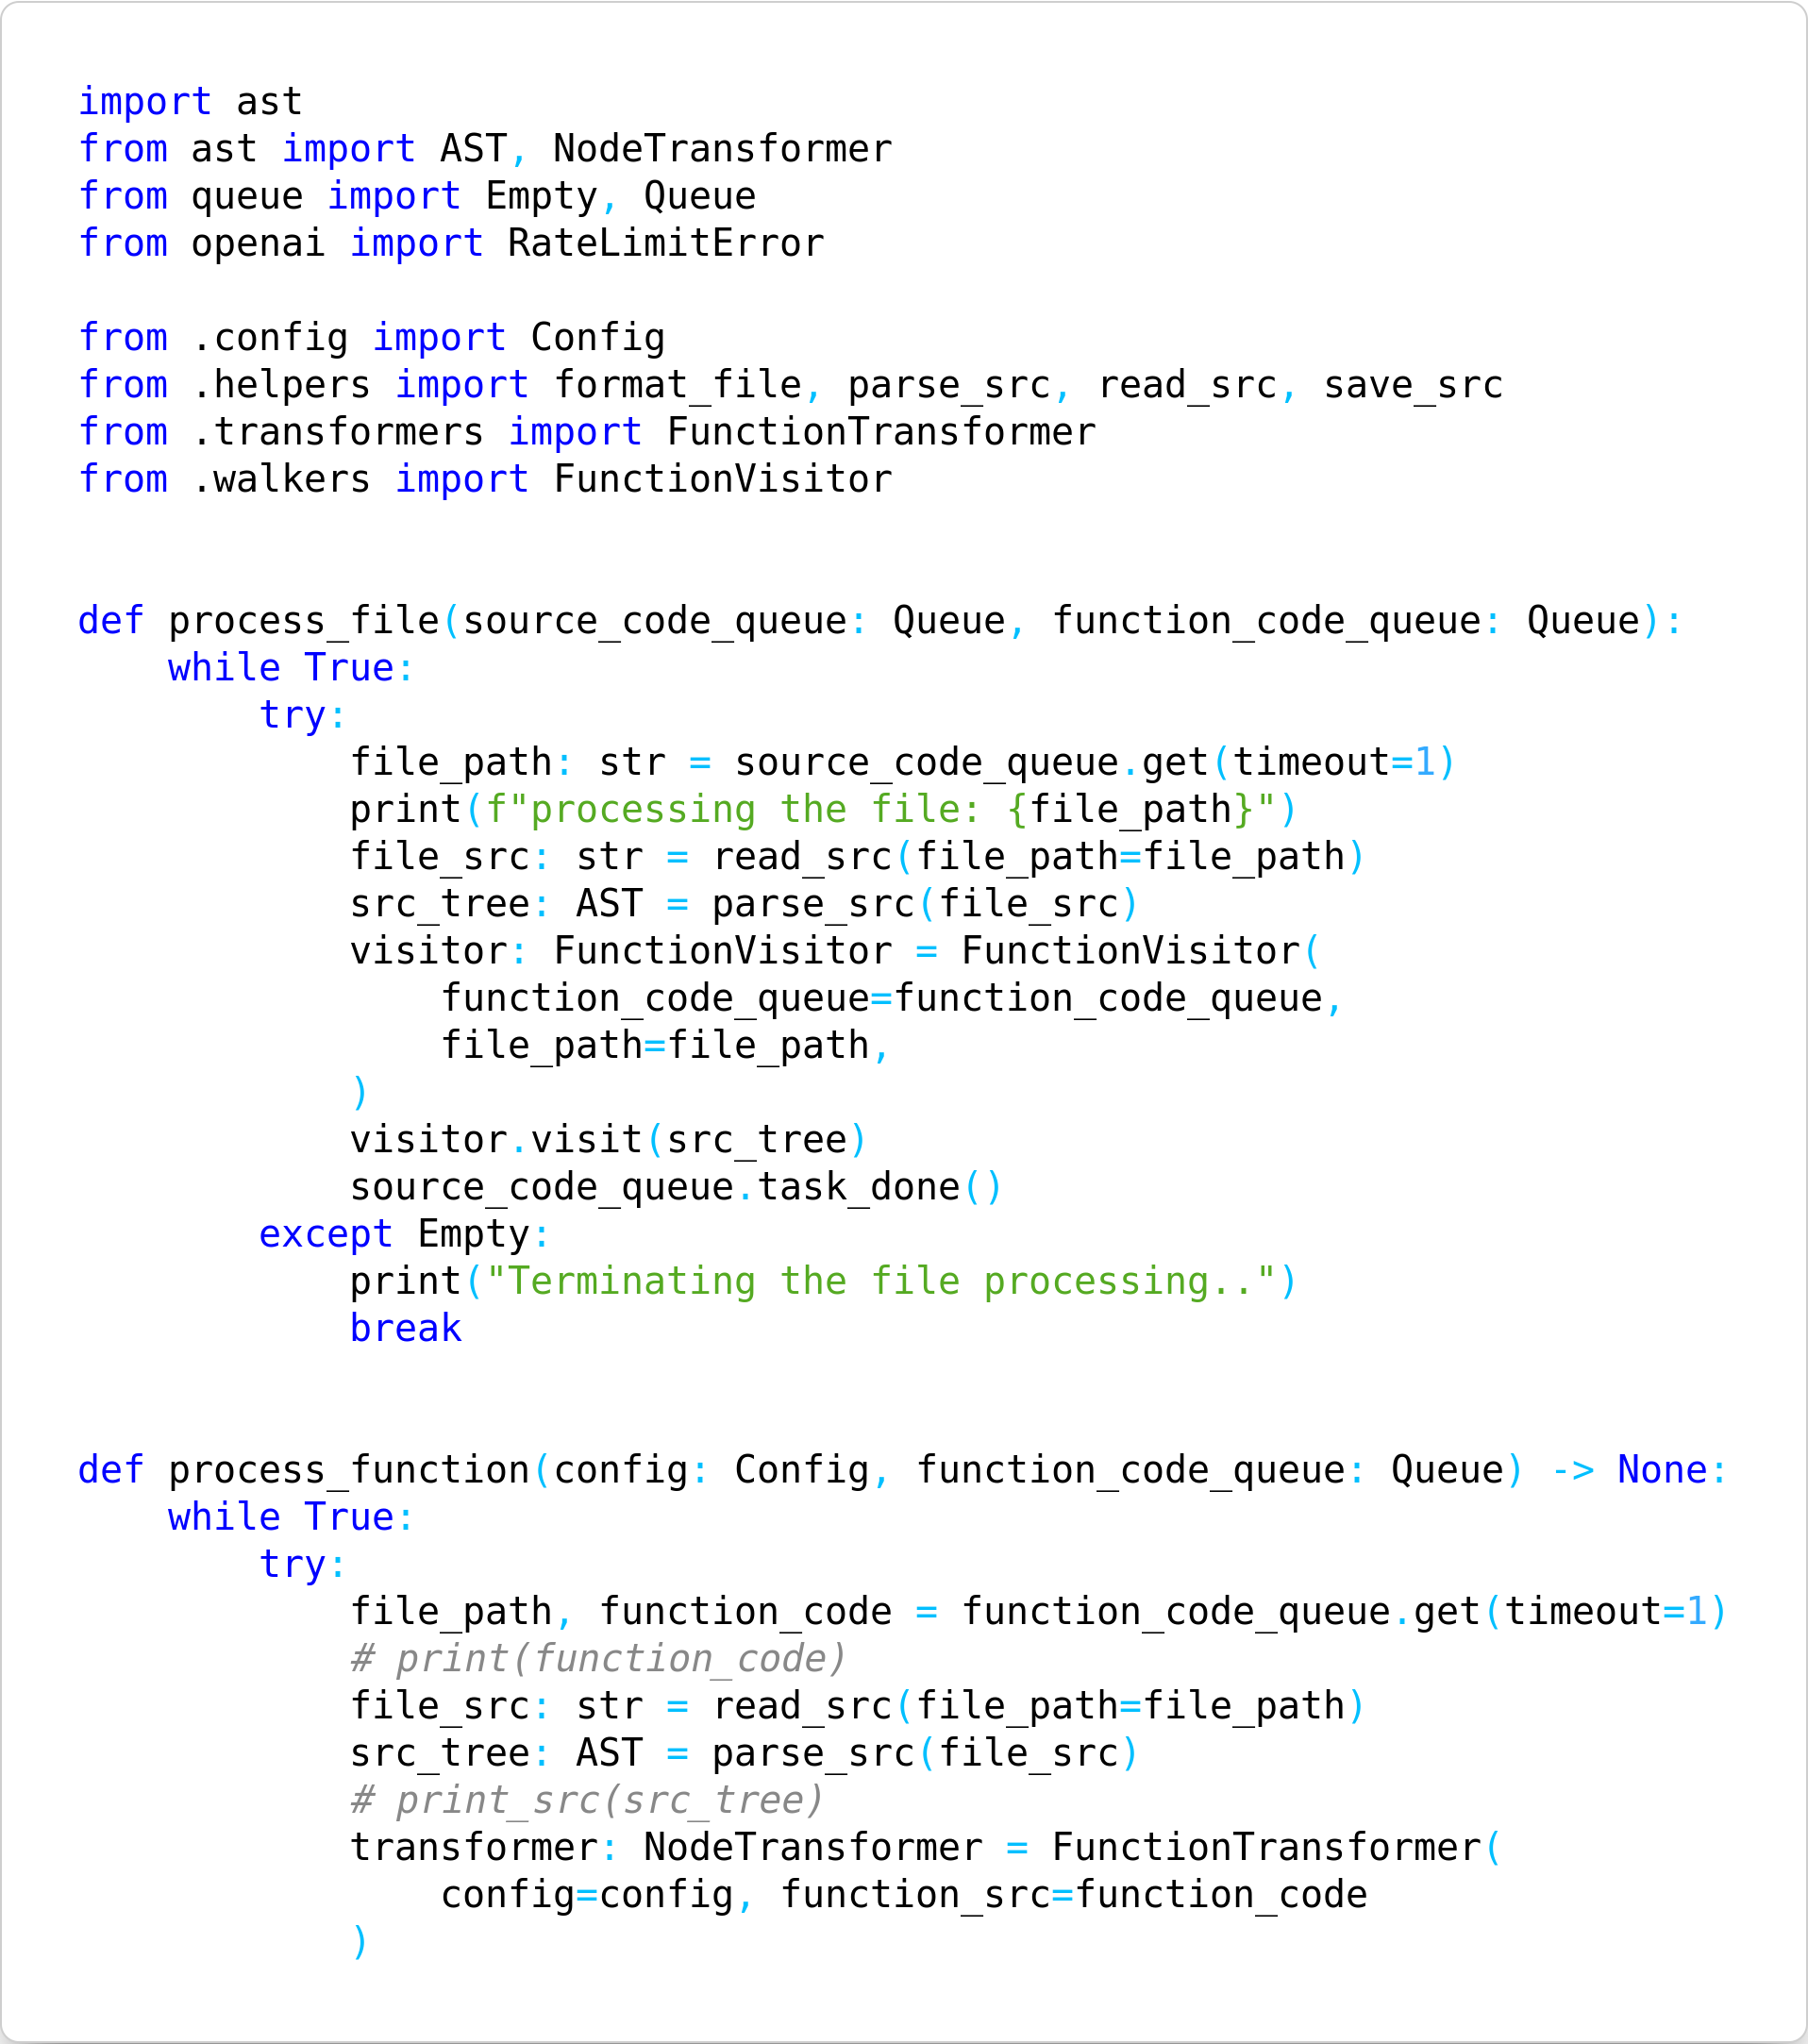 import ast
from ast import AST, NodeTransformer
from queue import Empty, Queue
from openai import RateLimitError

from .config import Config
from .helpers import format_file, parse_src, read_src, save_src
from .transformers import FunctionTransformer
from .walkers import FunctionVisitor


def process_file(source_code_queue: Queue, function_code_queue: Queue):
    while True:
        try:
            file_path: str = source_code_queue.get(timeout=1)
            print(f"processing the file: {file_path}")
            file_src: str = read_src(file_path=file_path)
            src_tree: AST = parse_src(file_src)
            visitor: FunctionVisitor = FunctionVisitor(
                function_code_queue=function_code_queue,
                file_path=file_path,
            )
            visitor.visit(src_tree)
            source_code_queue.task_done()
        except Empty:
            print("Terminating the file processing..")
            break


def process_function(config: Config, function_code_queue: Queue) -> None:
    while True:
        try:
            file_path, function_code = function_code_queue.get(timeout=1)
            # print(function_code)
            file_src: str = read_src(file_path=file_path)
            src_tree: AST = parse_src(file_src)
            # print_src(src_tree)
            transformer: NodeTransformer = FunctionTransformer(
                config=config, function_src=function_code
            )